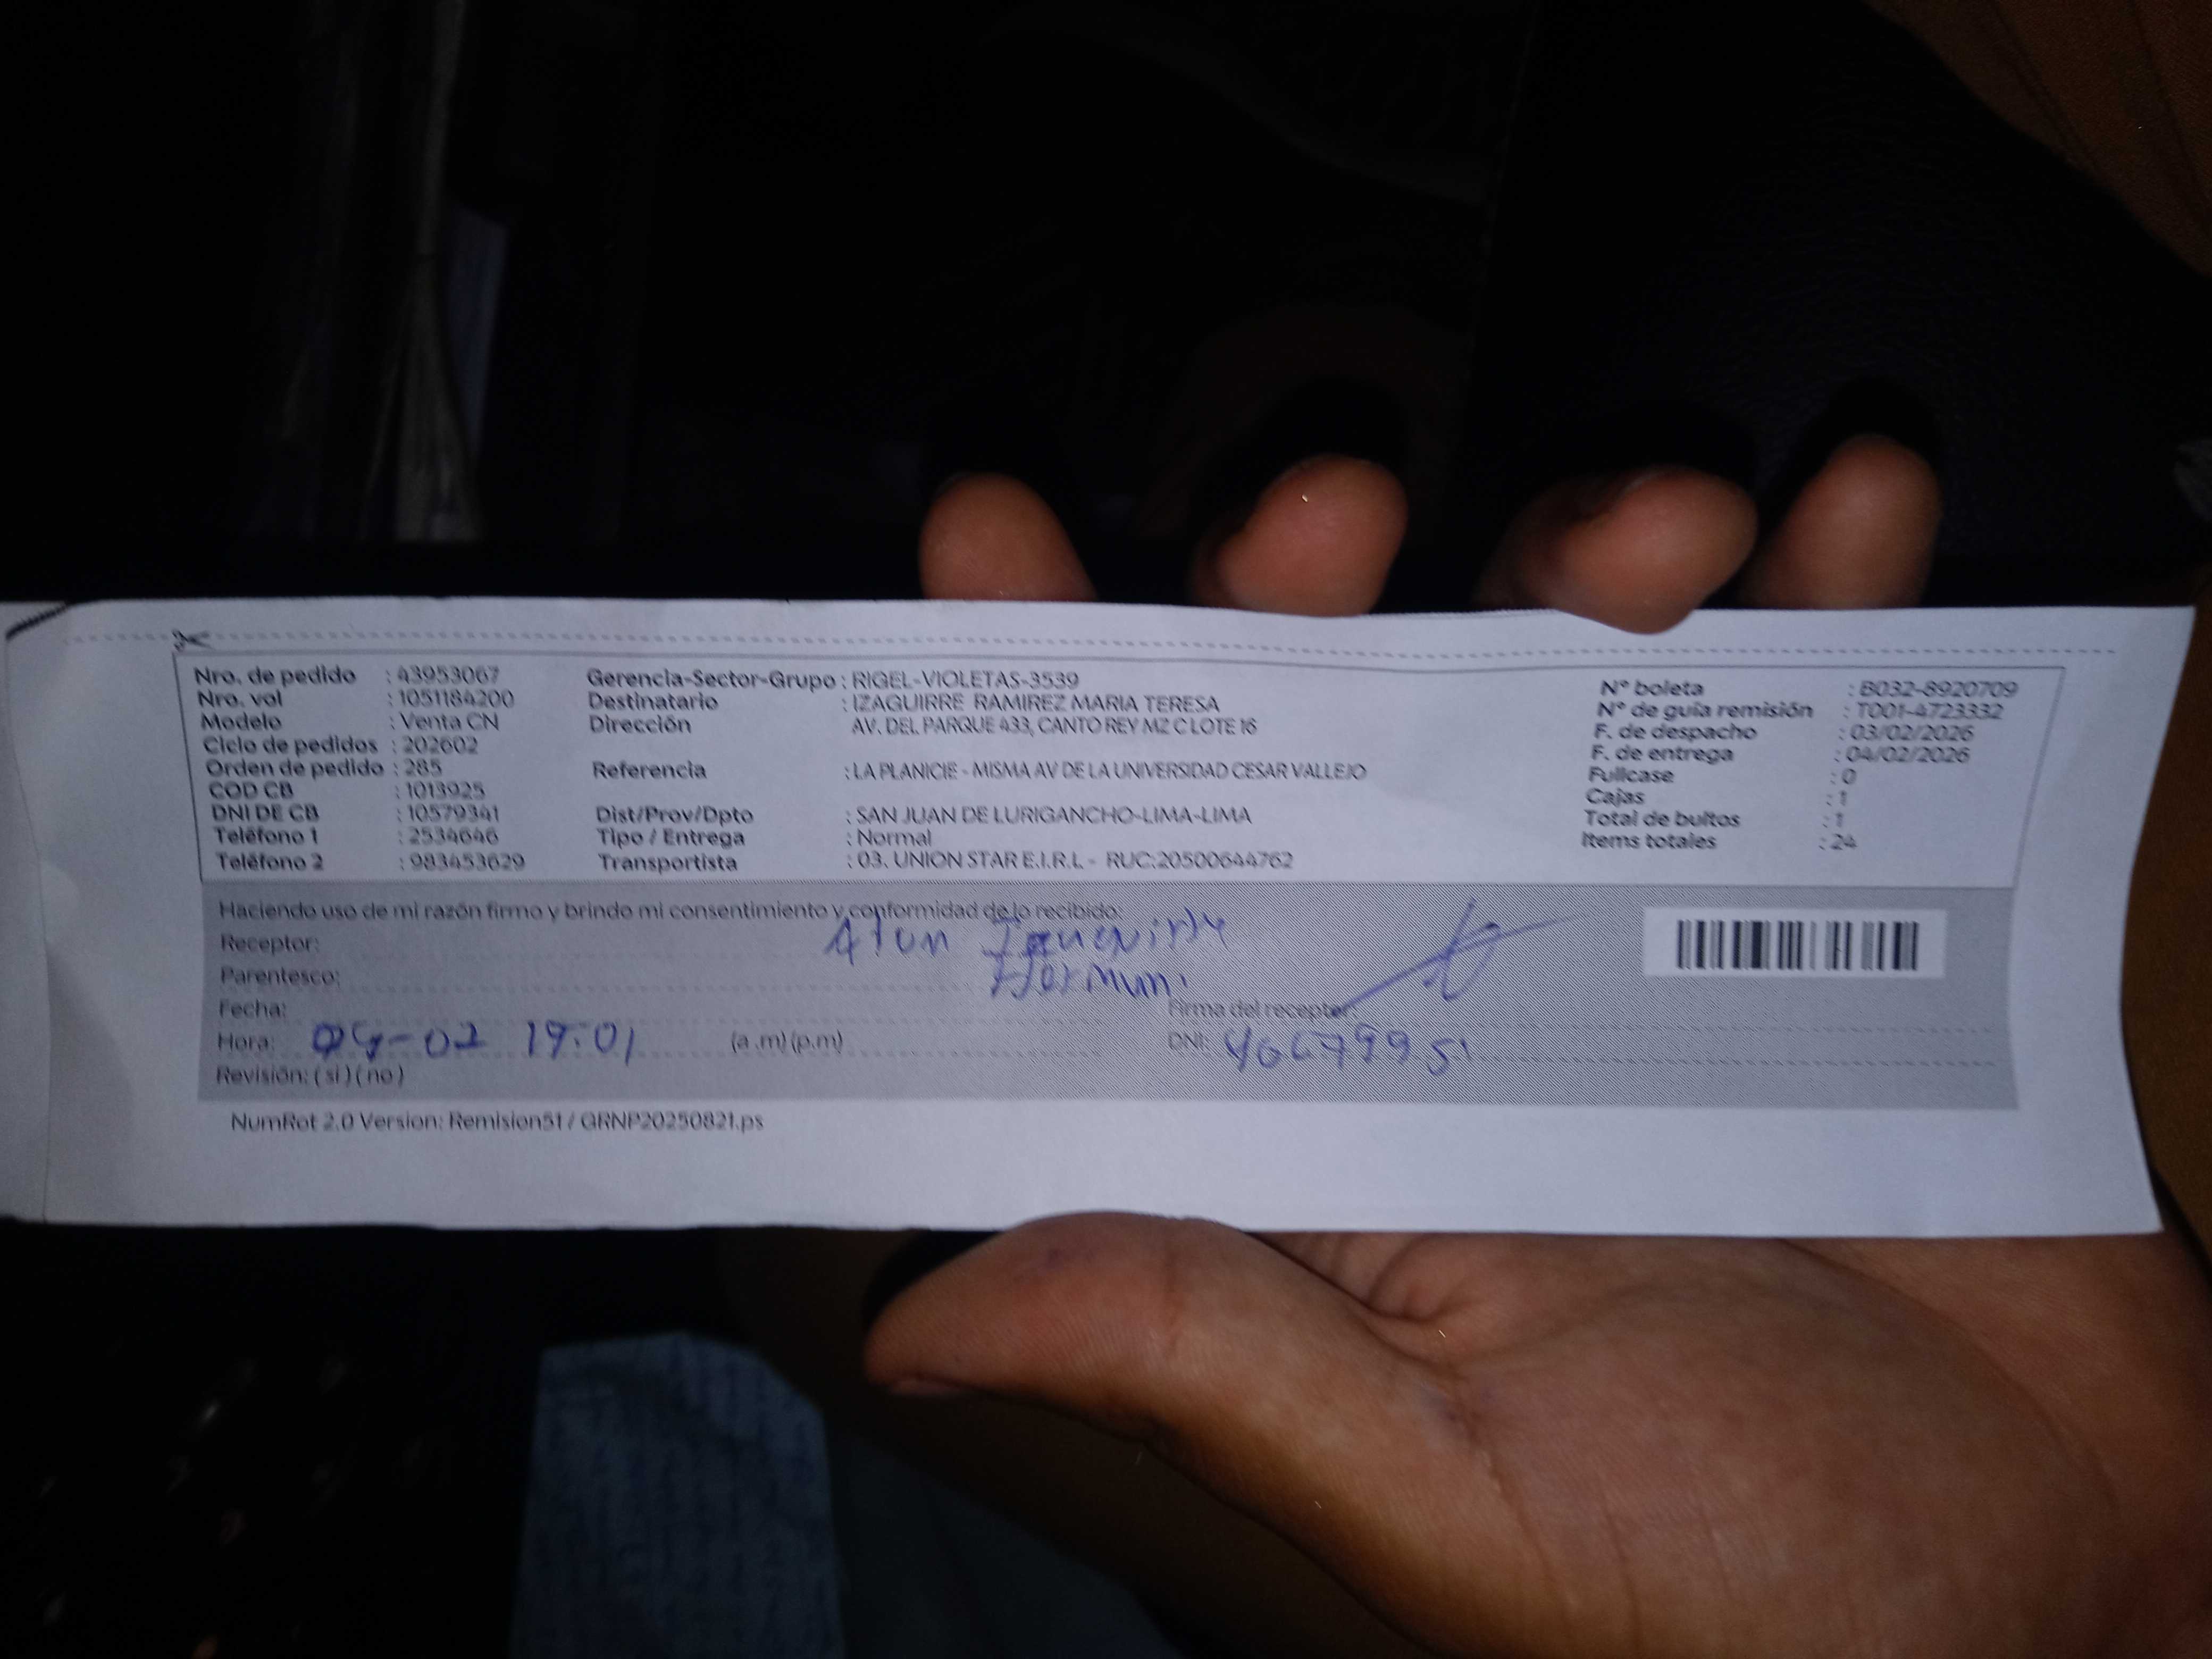 Nro. de pedido : 43953067 Gerencia-Sector-Grupo : RIGEL-VIOLETAS-3539 N° boleta : B032-8920709
Nro. vol : 1051184200 Destinatario : IZAGUIRRE RAMIREZ MARIA TERESA N° de guía remisión : T001-4723332
Modelo : Venta CN Dirección AV. DEL PARQUE 433, CANTO REY MZ C LOTE 16 F. de despacho : 03/02/2026
Ciclo de pedidos : 202602 F. de entrega : 04/02/2026
Orden de pedido : 285 Referencia : LA PLANICIE - MISMA AV DE LA UNIVERSIDAD CESAR VALLEJO Fullcase : 0
COD CB : 1013925 Cajas : 1
DNI DE CB : 10579341 Dist/Prov/Dpto : SAN JUAN DE LURIGANCHO-LIMA-LIMA Total de bultos : 1
Teléfono 1 : 2534646 Tipo / Entrega : Normal Items totales : 24
Teléfono 2 : 983453629 Transportista : 03. UNION STAR E.I.R.L - RUC:20500644762
Haciendo uso de mi razón firmo y brindo mi consentimiento y conformidad de lo recibido:
Receptor:
Parentesco:
Fecha: Firma del receptor:
Hora: 04-02 19:01 (a .m) (p.m) DNI:
Revisión: ( si ) ( no )
NumRot 2.0 Version: Remision51 / GRNP20250821.ps